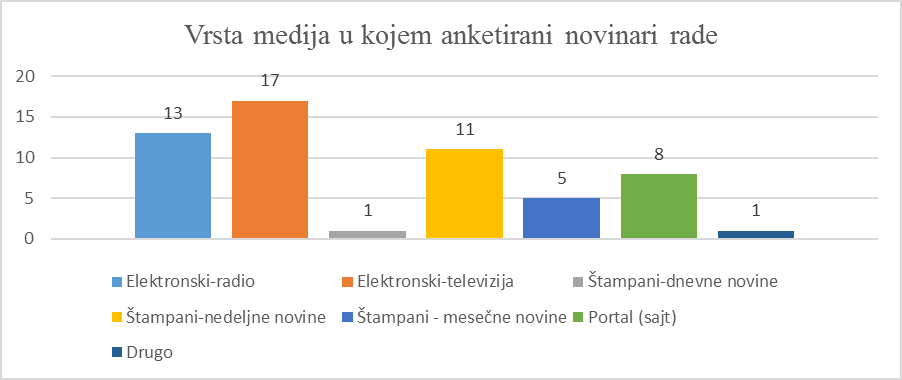 Vrsta medija u kojem anketirani novinari rade
20
15
10
5
0
13
17
1
11
5
8
1
Elektronski-radio
Elektronski-televizija
Štampani-dnevne novine
Štampani-nedeljne novine
Štampani - mesečne novine
Portal (sajt)
Drugo